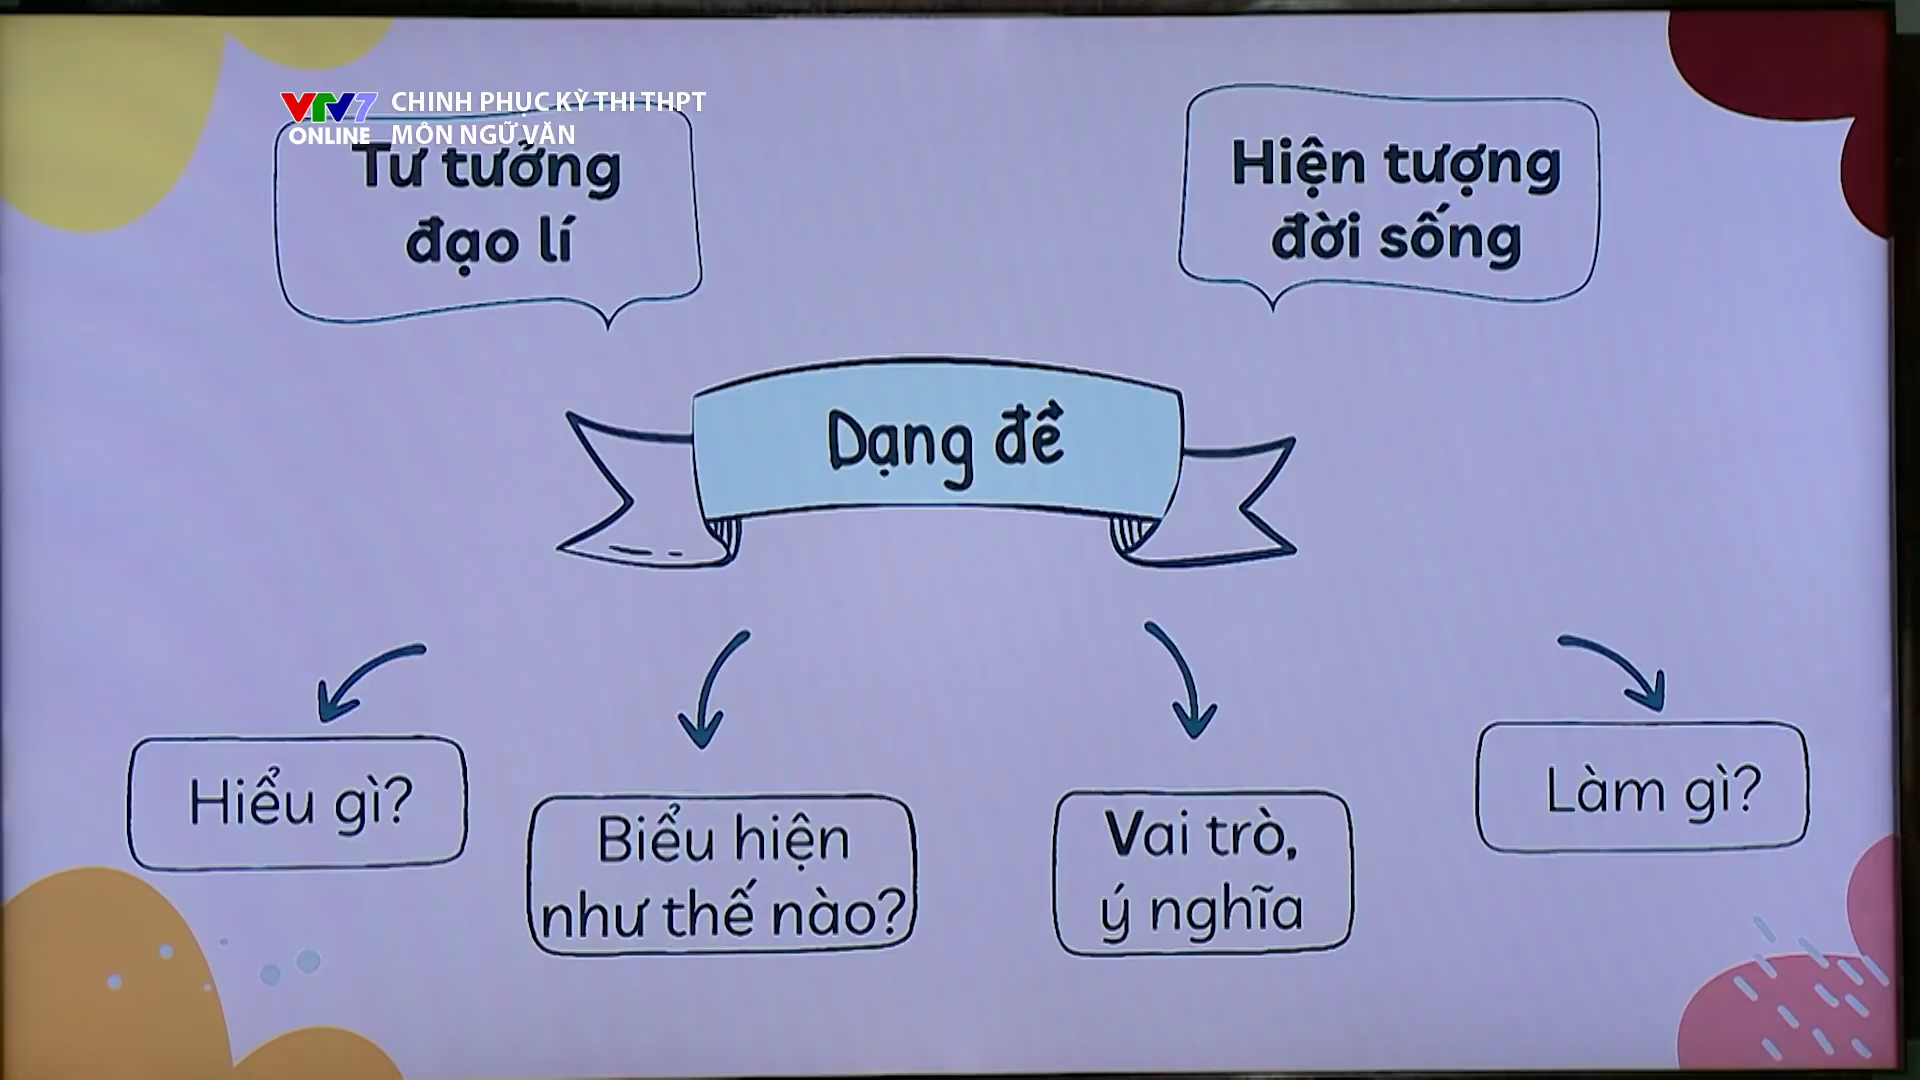 VTV7 CHINH PHỤC KỲ THI THPT
ONLINE MÔN NGỮ VĂN
Tư tưởng
đạo lí
Hiện tượng
đời sống
Dạng đề
Hiểu gì?
Biểu hiện
như thế nào?
Vai trò,
ý nghĩa
Làm gì?